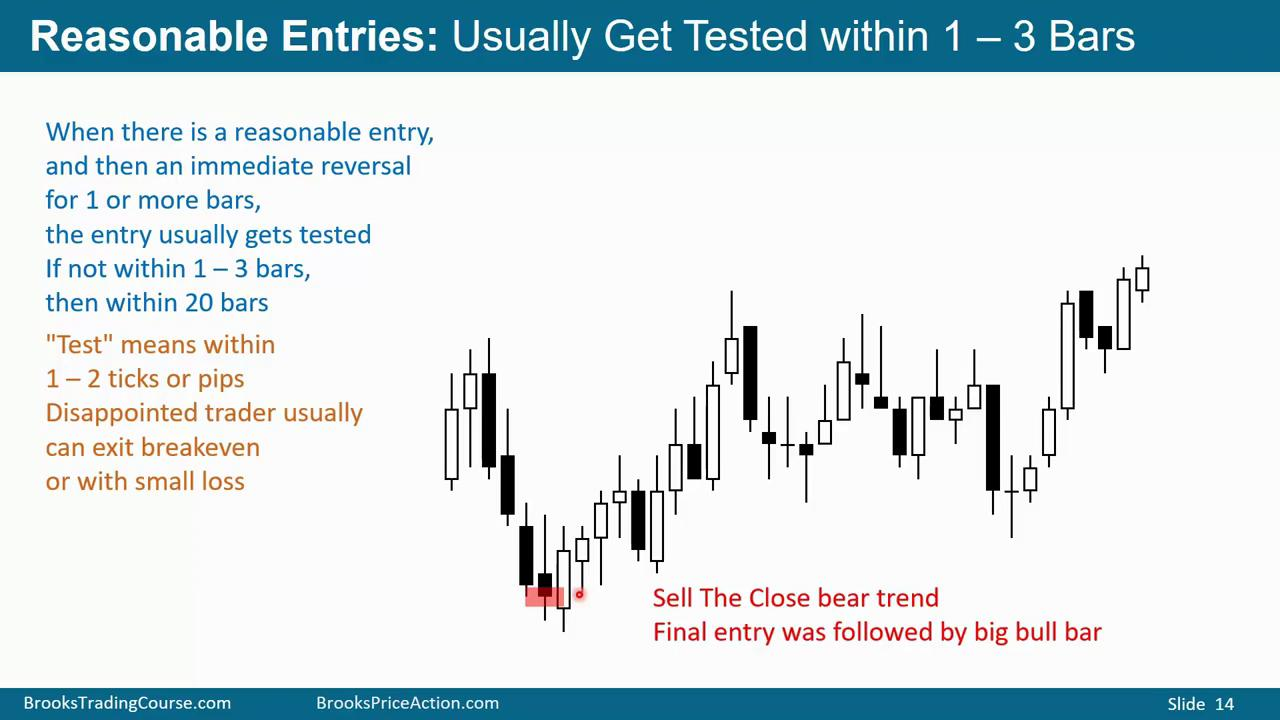 Reasonable Entries: Usually Get Tested within 1 – 3 Bars
When there is a reasonable entry,
and then an immediate reversal
for 1 or more bars,
the entry usually gets tested
If not within 1 – 3 bars,
then within 20 bars
"Test" means within
1 – 2 ticks or pips
Disappointed trader usually
can exit breakeven
or with small loss
Sell The Close bear trend
Final entry was followed by big bull bar
BrooksTradingCourse.com
BrooksPriceAction.com
Slide 14